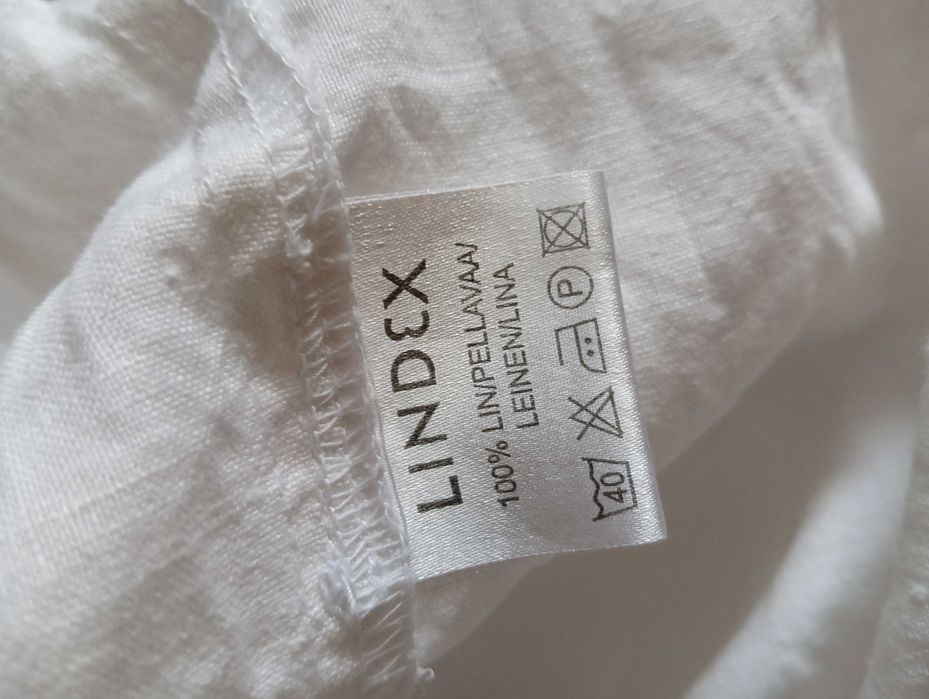 LINDEX
100% LIN/PELLAVAA/
LEINEN/LINA
40 P